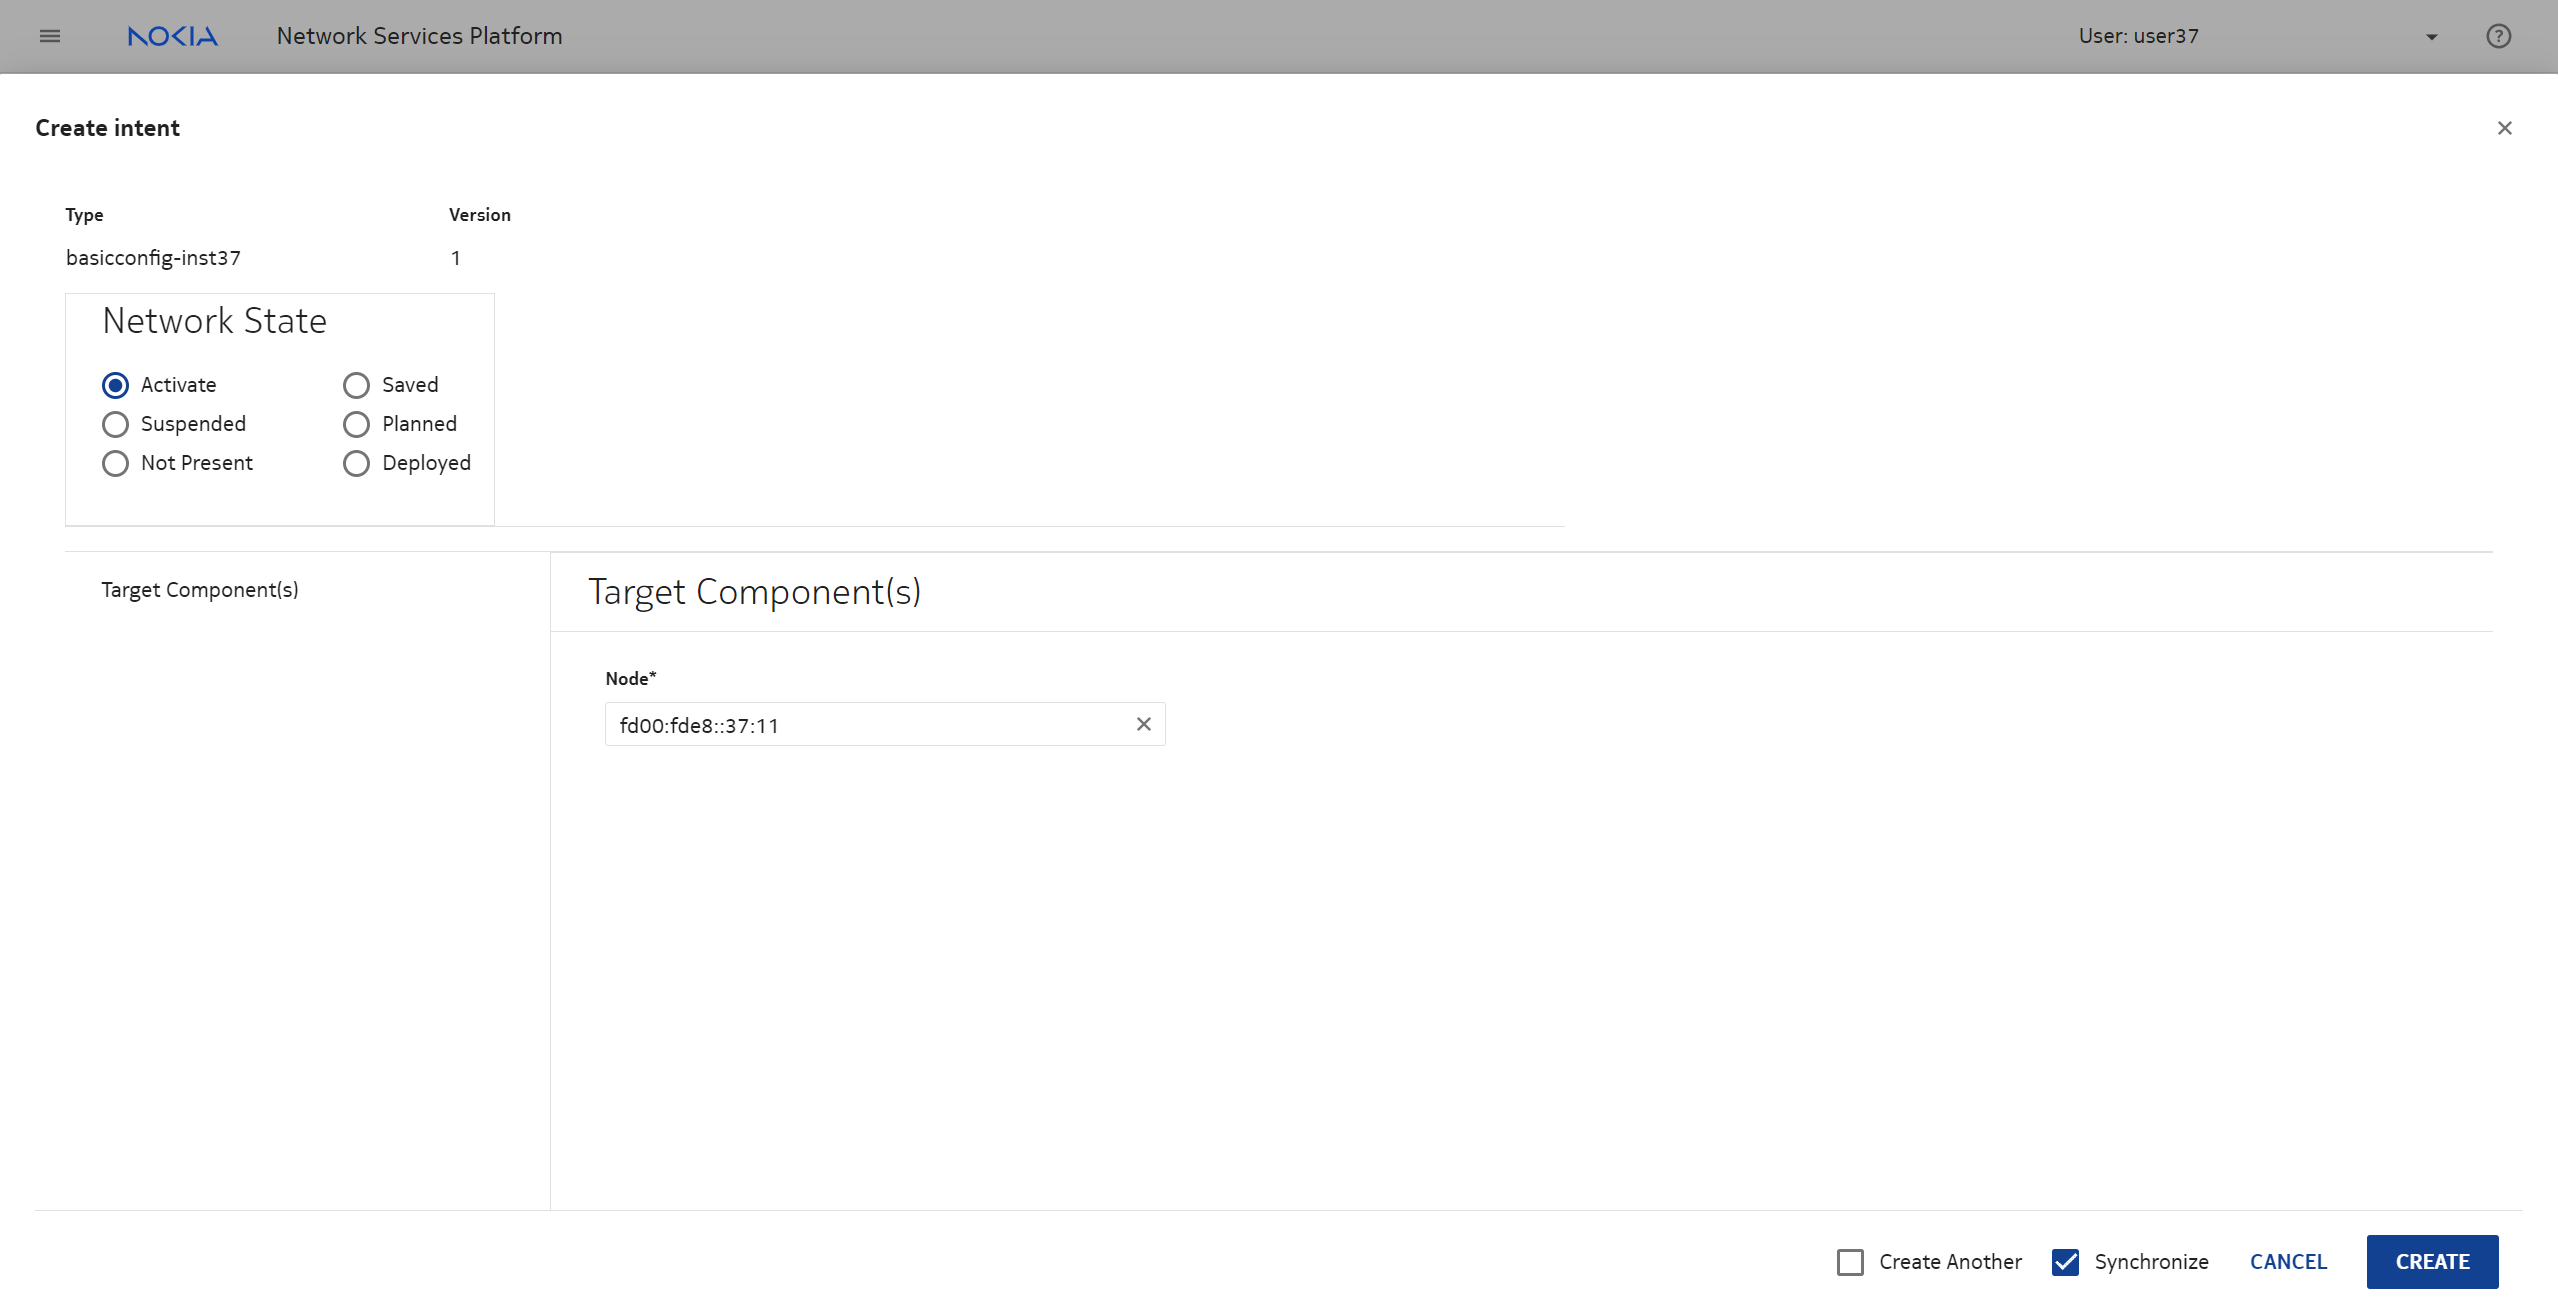 NOKIA Network Services Platform User: user37
Create intent
Type Version
basicconfig-inst37 1
Network State
Activate Saved
Suspended Planned
Not Present Deployed
Target Component(s) Target Component(s)
Node*
fd00:fde8::37:11
Create Another Synchronize CANCEL CREATE